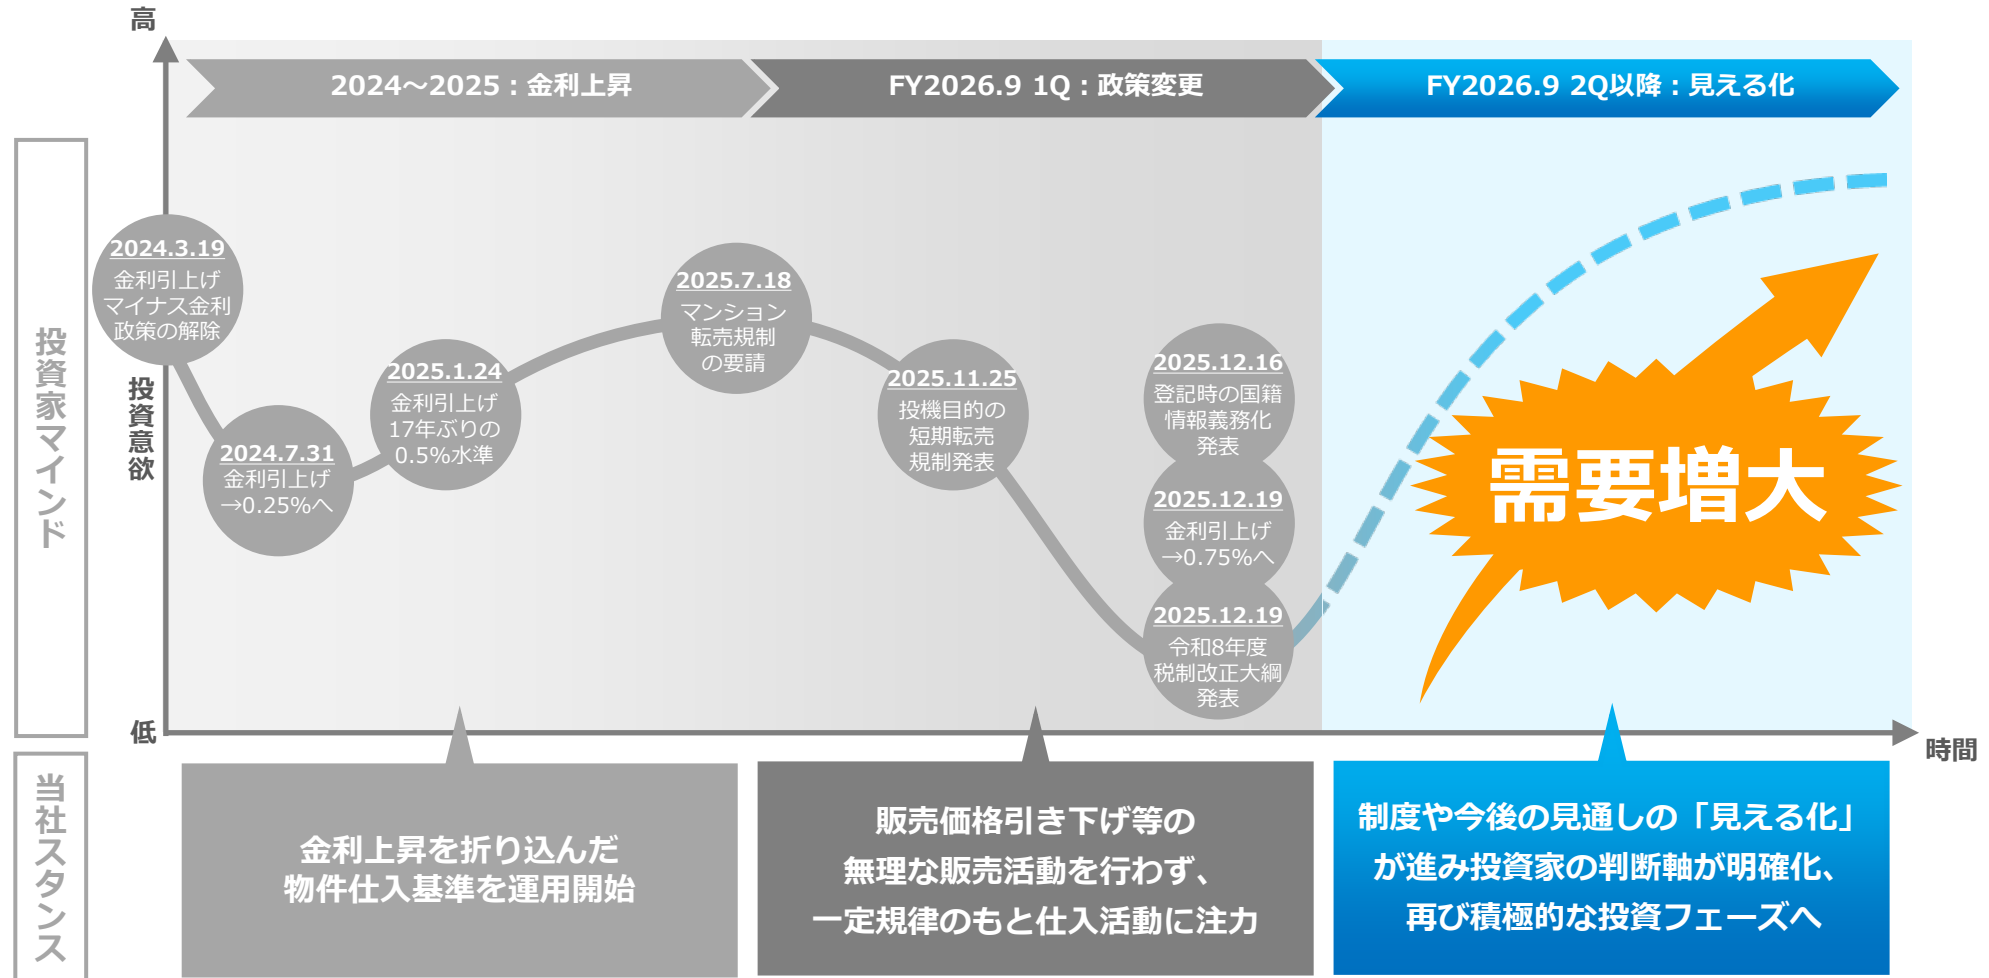 高
2024～2025：金利上昇
FY2026.9 1Q：政策変更
FY2026.9 2Q以降：見える化
投資家マインド
投資意欲
2024.3.19
金利引上げ
マイナス金利
政策の解除
2024.7.31
金利引上げ
→0.25%へ
2025.1.24
金利引上げ
17年ぶりの
0.5%水準
2025.7.18
マンション
転売規制
の要請
2025.11.25
投機目的の
短期転売
規制発表
2025.12.16
登記時の国籍
情報義務化
発表
2025.12.19
金利引上げ
→0.75%へ
2025.12.19
令和8年度
税制改正大綱
発表
需要増大
低
時間
当社スタンス
金利上昇を折り込んだ
物件仕入基準を運用開始
販売価格引き下げ等の
無理な販売活動を行わず、
一定規律のもと仕入活動に注力
制度や今後の見通しの「見える化」
が進み投資家の判断軸が明確化、
再び積極的な投資フェーズへ